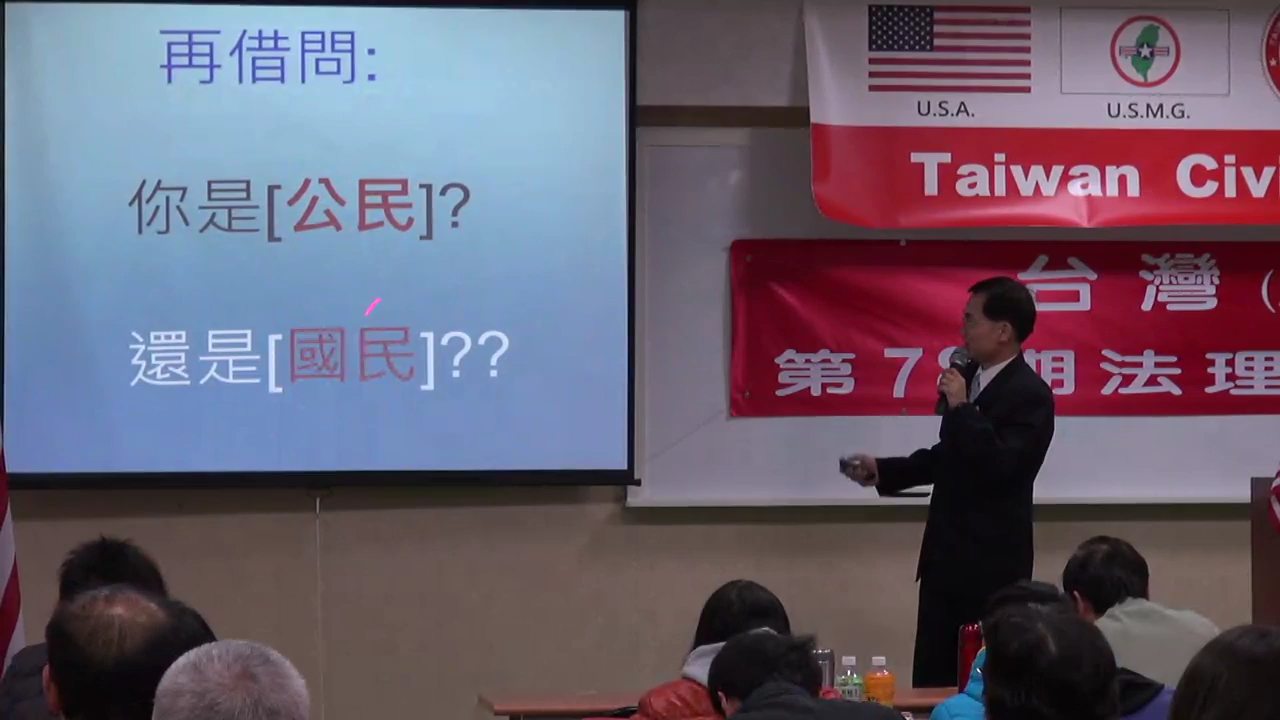 再借問:
你是[公民]?
還是[國民]??
U.S.A.
U.S.M.G.
Taiwan Civi
台灣(
第78期法理